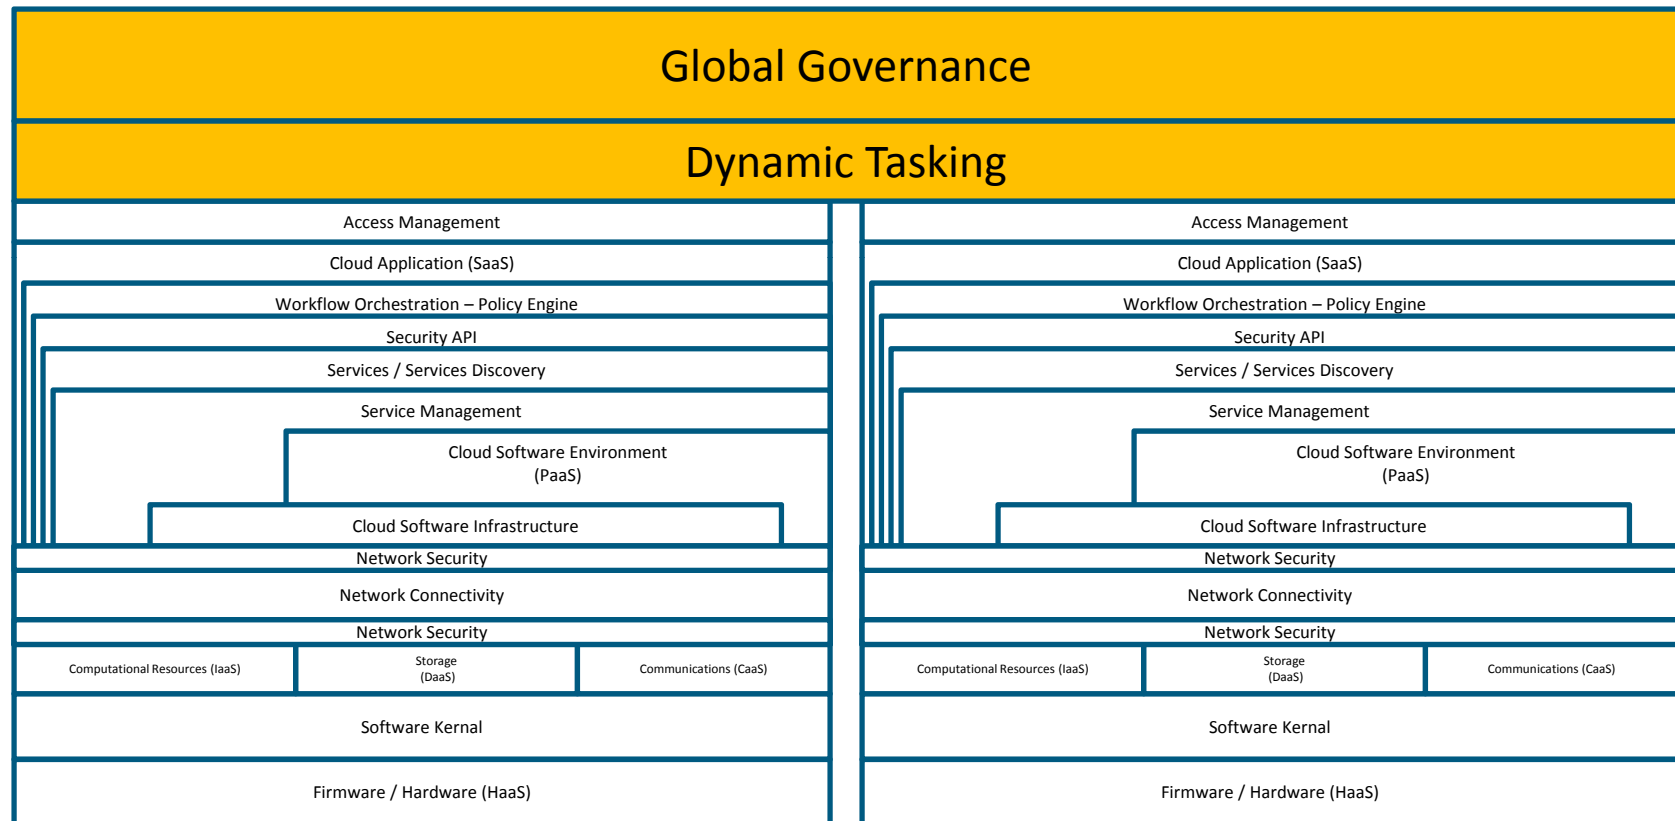 Global Governance
Dynamic Tasking
Access Management
Cloud Application (SaaS)
Workflow Orchestration – Policy Engine
Security API
Services / Services Discovery
Service Management
Cloud Software Environment
(PaaS)
Cloud Software Infrastructure
Network Security
Network Connectivity
Network Security
Computational Resources (IaaS)
Storage
(DaaS)
Communications (CaaS)
Software Kernal
Firmware / Hardware (HaaS)
Access Management
Cloud Application (SaaS)
Workflow Orchestration – Policy Engine
Security API
Services / Services Discovery
Service Management
Cloud Software Environment
(PaaS)
Cloud Software Infrastructure
Network Security
Network Connectivity
Network Security
Computational Resources (IaaS)
Storage
(DaaS)
Communications (CaaS)
Software Kernal
Firmware / Hardware (HaaS)